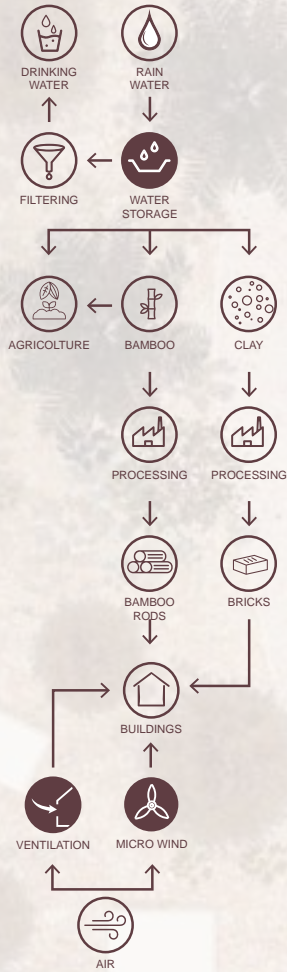 DRINKING
WATER
RAIN
WATER
FILTERING
WATER
STORAGE
AGRICOLTURE
BAMBOO
CLAY
PROCESSING
PROCESSING
BAMBOO
RODS
BRICKS
BUILDINGS
VENTILATION
MICRO WIND
AIR